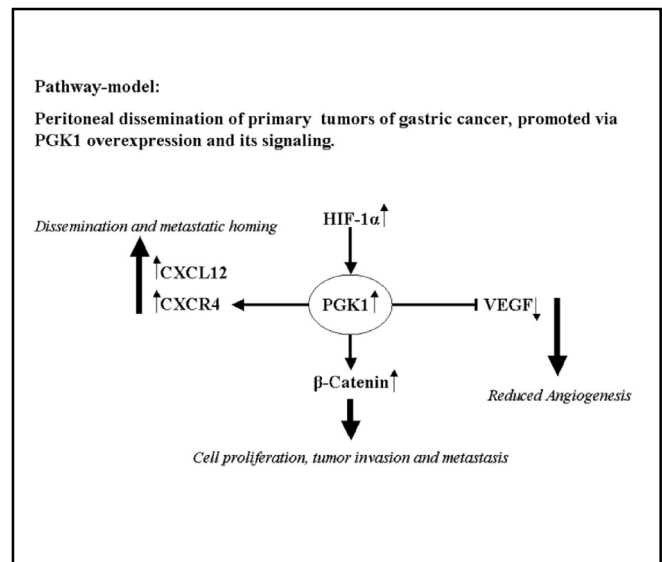 Pathway-model:
Peritoneal dissemination of primary tumors of gastric cancer, promoted via
PGK1 overexpression and its signaling.
Dissemination and metastatic homing
HIF-1α
CXCL12
CXCR4
PGK1
VEGF
β-Catenin
Reduced Angiogenesis
Cell proliferation, tumor invasion and metastasis